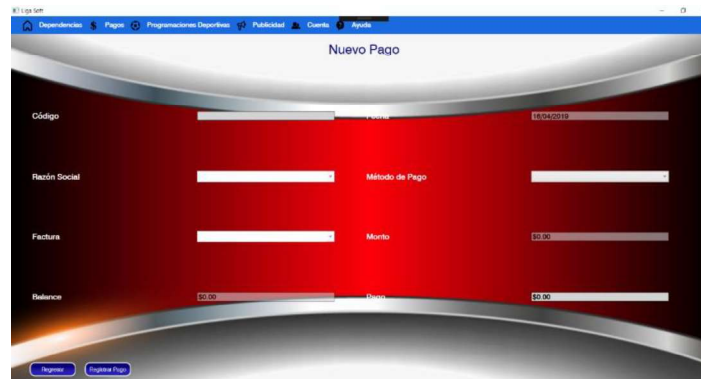 Liga Soft
Dependencias Pagos Programaciones Deportivas Publicidad Cuenta Ayuda
Nuevo Pago
Código Fecha 16/04/2019
Razón Social Método de Pago
Factura Monto $0.00
Balance $0.00 Pago $0.00
Regresar Registrar Pago